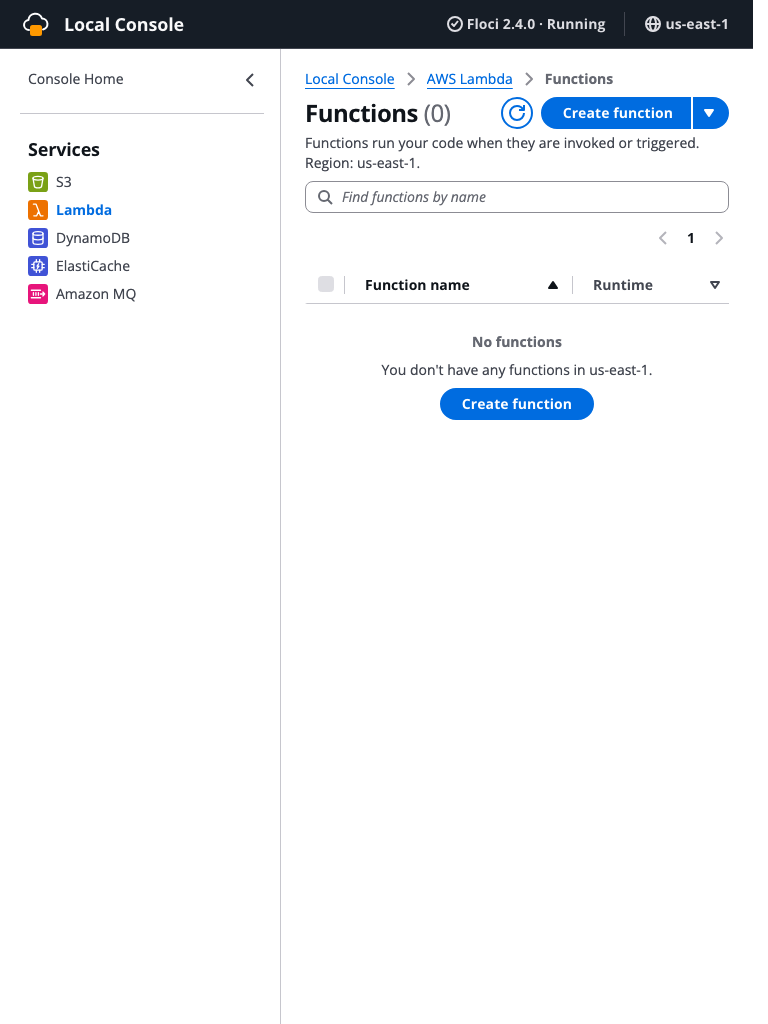 Local Console
Floci 2.4.0 · Running
us-east-1
Console Home
Services
S3
Lambda
DynamoDB
ElastiCache
Amazon MQ
Local Console > AWS Lambda > Functions
Functions (0)
Create function
Functions run your code when they are invoked or triggered.
Region: us-east-1.
Find functions by name
1
Function name
Runtime
No functions
You don't have any functions in us-east-1.
Create function